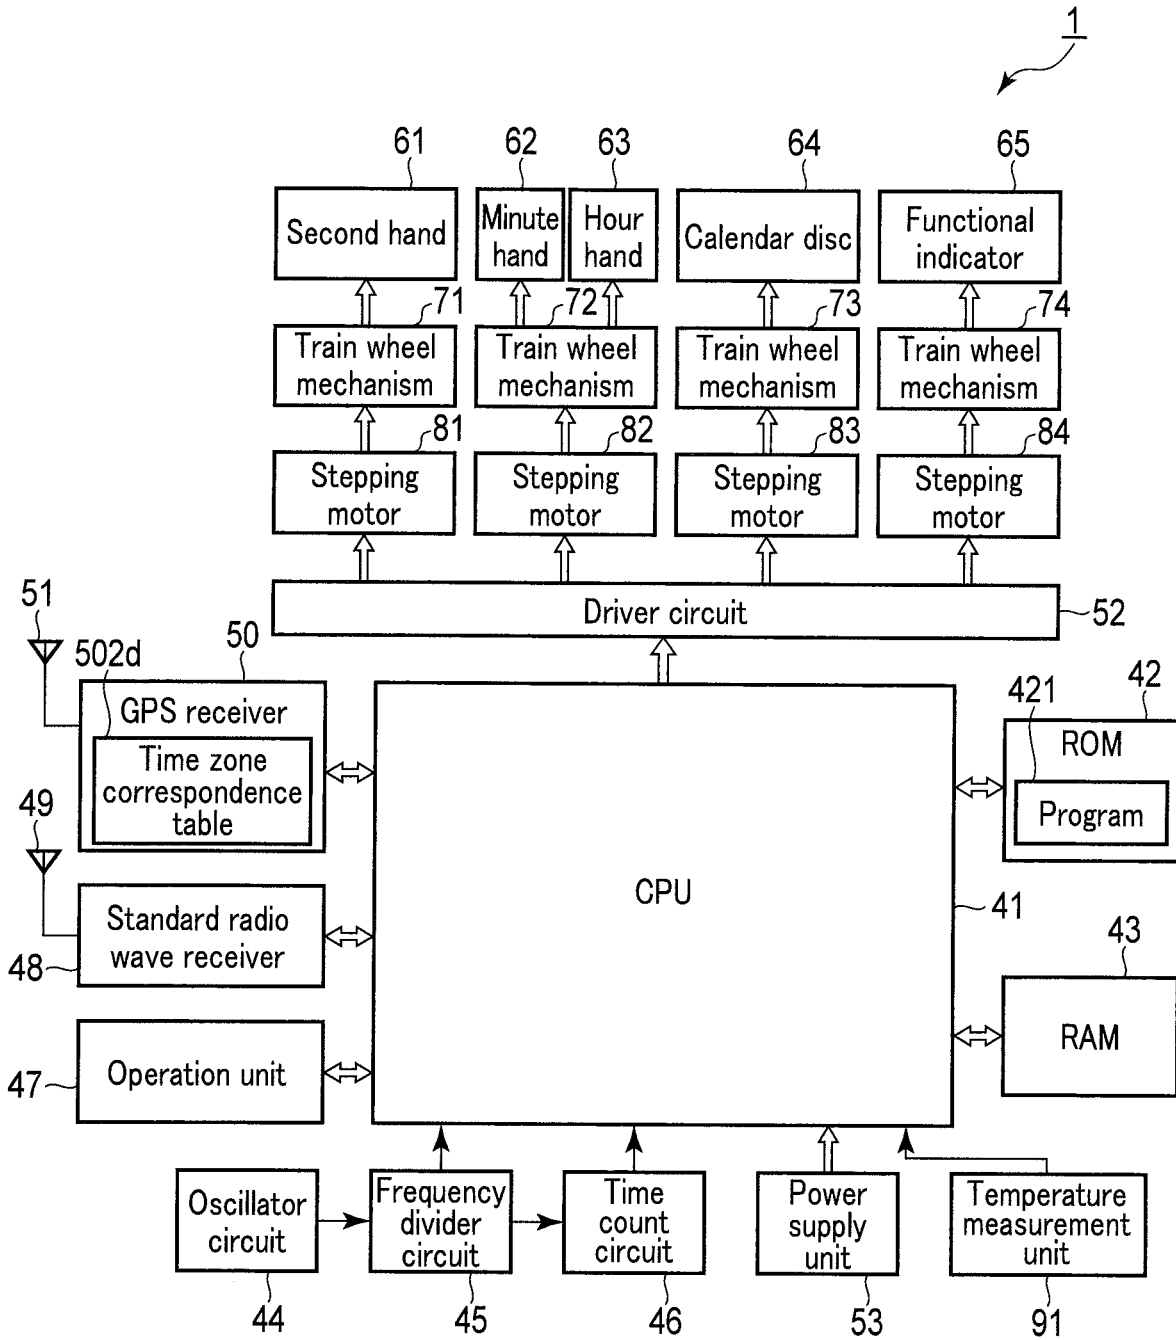 1
61
62
63
64
65
Second hand
Minute
hand
Hour
hand
Calendar disc
Functional
indicator
71
72
73
74
Train wheel
mechanism
Train wheel
mechanism
Train wheel
mechanism
Train wheel
mechanism
81
82
83
84
Stepping
motor
Stepping
motor
Stepping
motor
Stepping
motor
Driver circuit
52
51
50
502d
GPS receiver
Time zone
correspondence
table
49
Standard radio
wave receiver
48
Operation unit
47
CPU
41
42
421
ROM
Program
43
RAM
Oscillator
circuit
Frequency
divider
circuit
Time
count
circuit
Power
supply
unit
Temperature
measurement
unit
44
45
46
53
91